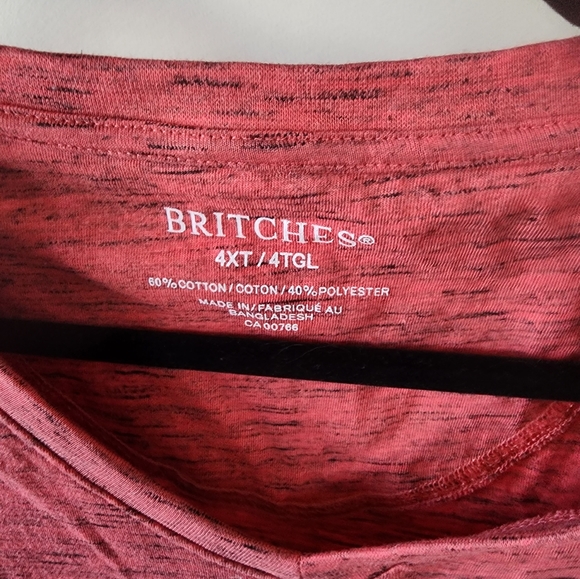 BRITCHES®
4XT/4TGL
60% COTTON / COTON / 40% POLYESTER
MADE IN/FABRIQUÉ AU
BANGLADESH
CA 00766